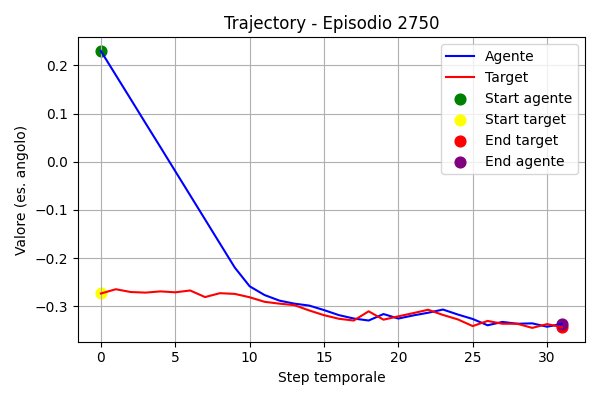 Trajectory - Episodio 2750
Valore (es. angolo)
0.2
0.1
0.0
−0.1
−0.2
−0.3
0
5
10
15
20
25
30
Step temporale
Agente
Target
Start agente
Start target
End target
End agente